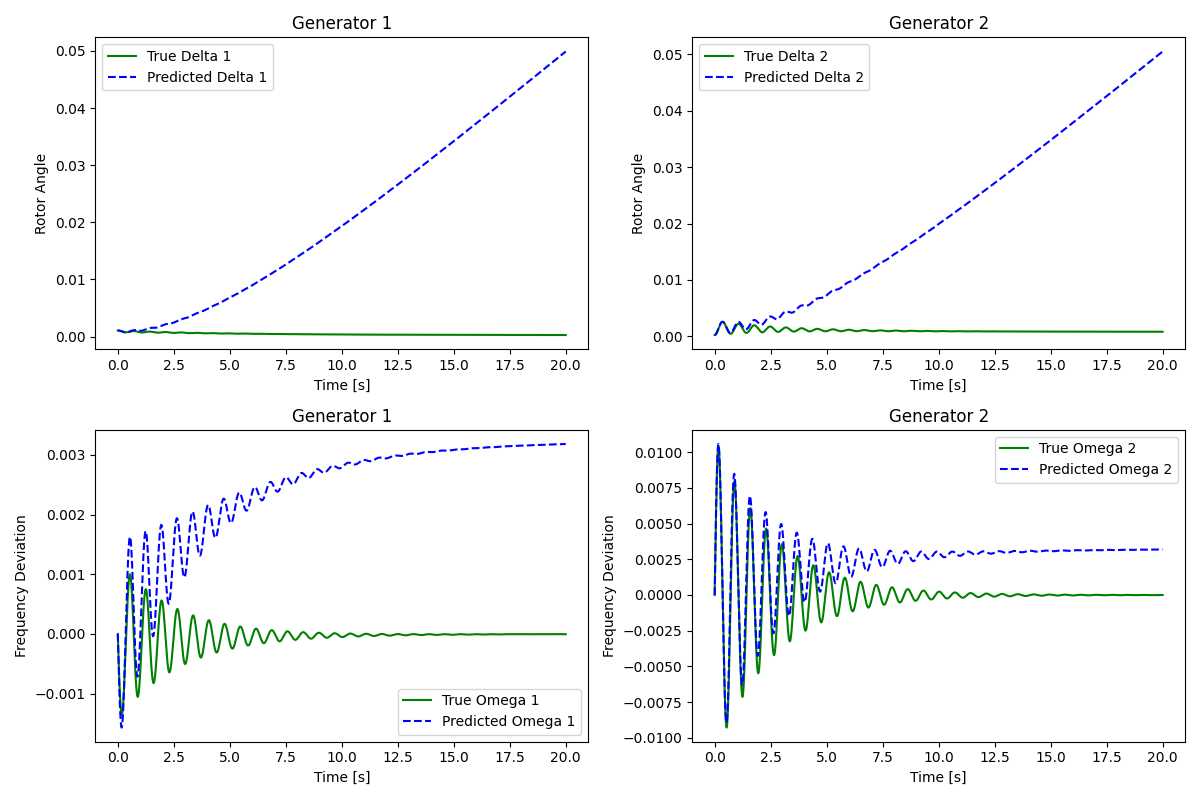 Generator 1
True Delta 1
Predicted Delta 1
0.05
0.04
0.03
0.02
0.01
0.00
Rotor Angle
0.0 2.5 5.0 7.5 10.0 12.5 15.0 17.5 20.0
Time [s]
Generator 2
True Delta 2
Predicted Delta 2
0.05
0.04
0.03
0.02
0.01
0.00
Rotor Angle
0.0 2.5 5.0 7.5 10.0 12.5 15.0 17.5 20.0
Time [s]
Generator 1
0.003
0.002
0.001
0.000
−0.001
Frequency Deviation
True Omega 1
Predicted Omega 1
0.0 2.5 5.0 7.5 10.0 12.5 15.0 17.5 20.0
Time [s]
Generator 2
True Omega 2
Predicted Omega 2
0.0100
0.0075
0.0050
0.0025
0.0000
−0.0025
−0.0050
−0.0075
−0.0100
Frequency Deviation
0.0 2.5 5.0 7.5 10.0 12.5 15.0 17.5 20.0
Time [s]